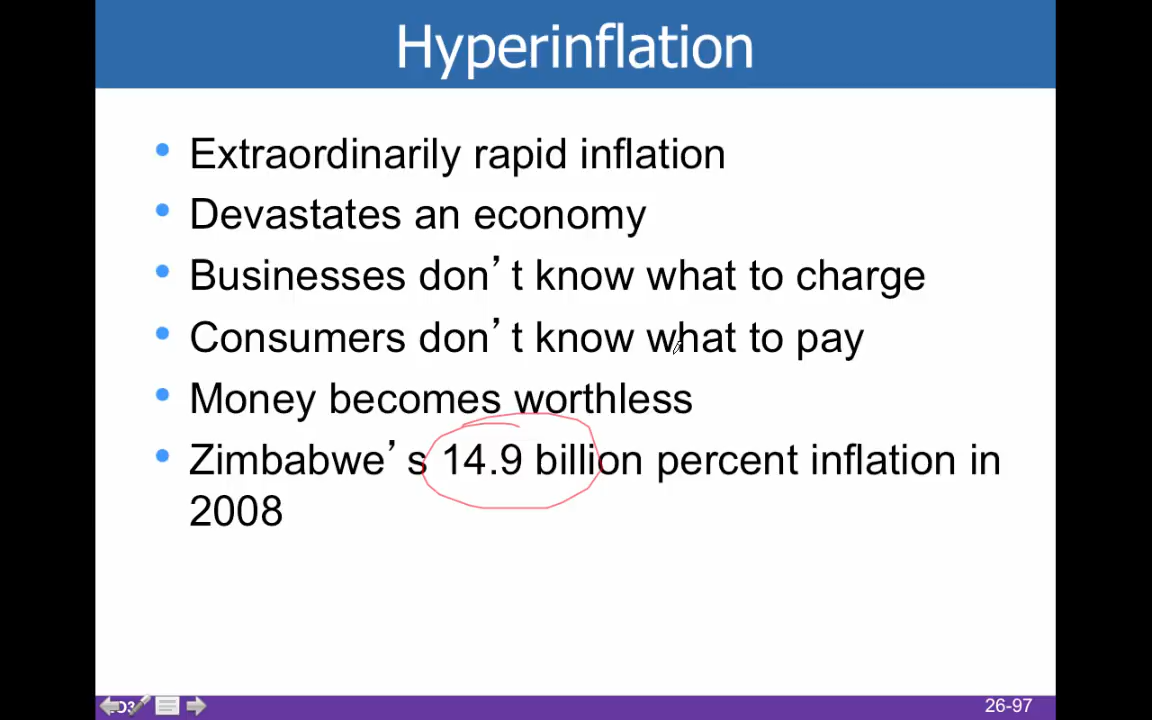 Hyperinflation
• Extraordinarily rapid inflation
• Devastates an economy
• Businesses don’t know what to charge
• Consumers don’t know what to pay
• Money becomes worthless
• Zimbabwe’s 14.9 billion percent inflation in
2008
26-97